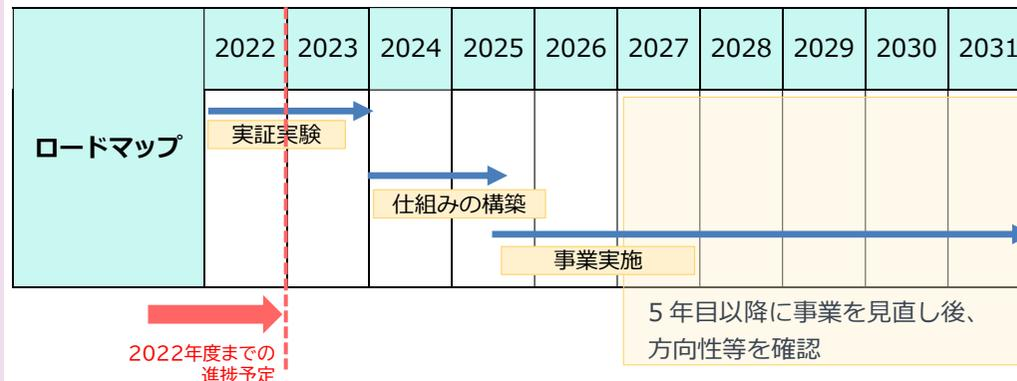 2022 2023 2024 2025 2026 2027 2028 2029 2030 2031
ロードマップ
実証実験
仕組みの構築
事業実施
5年目以降に事業を見直し後、
方向性等を確認
2022年度までの
進捗予定